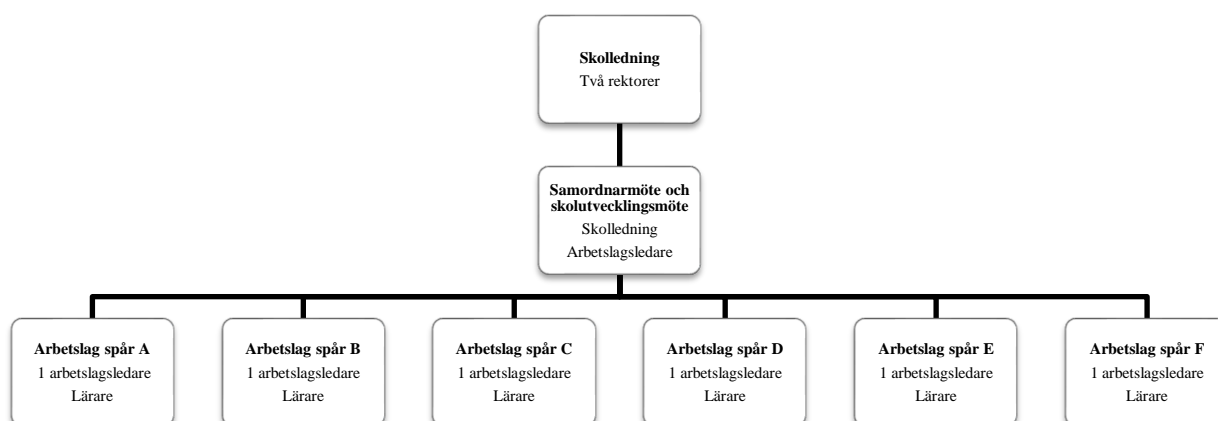 Skolledning
Två rektorer
Samordnarmöte och
skolutvecklingsmöte
Skolledning
Arbetslagsledare
Arbetslag spår A
1 arbetslagsledare
Lärare
Arbetslag spår B
1 arbetslagsledare
Lärare
Arbetslag spår C
1 arbetslagsledare
Lärare
Arbetslag spår D
1 arbetslagsledare
Lärare
Arbetslag spår E
1 arbetslagsledare
Lärare
Arbetslag spår F
1 arbetslagsledare
Lärare